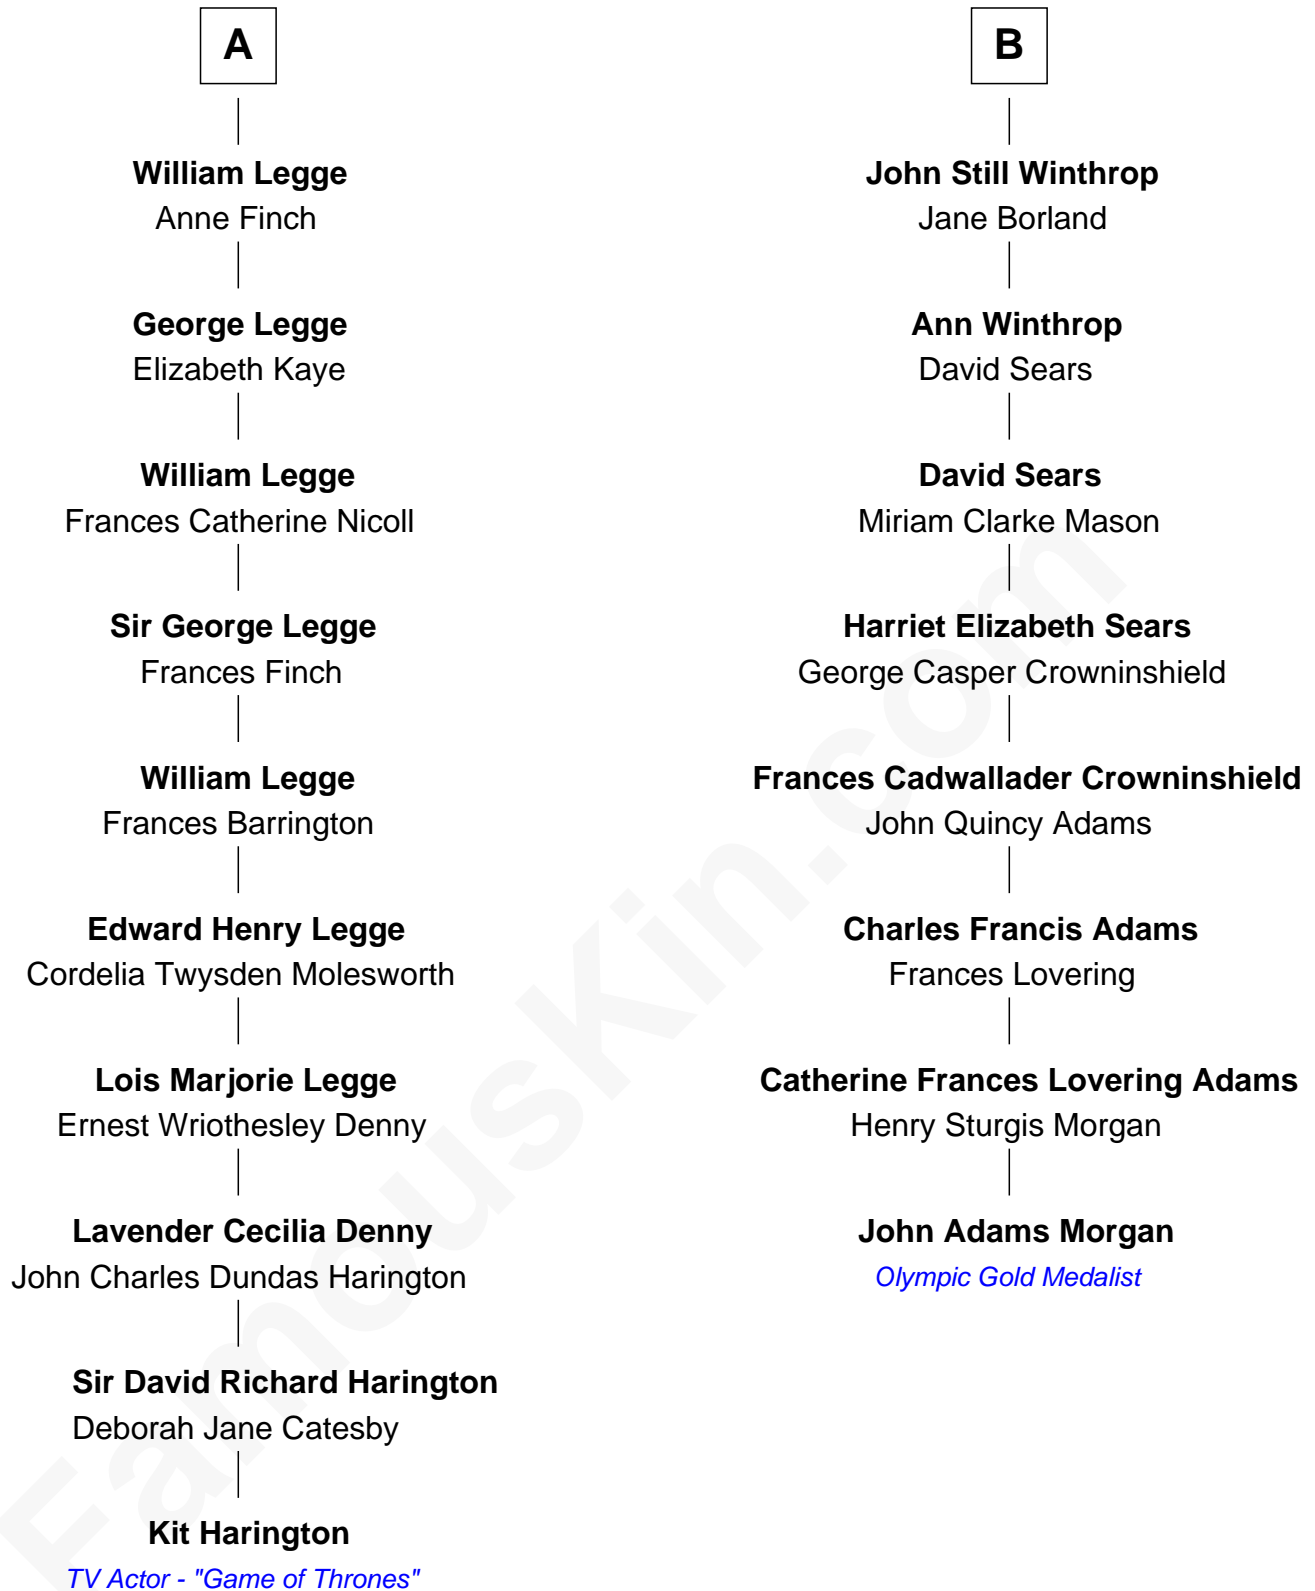 A
William Legge
Anne Finch
George Legge
Elizabeth Kaye
William Legge
Frances Catherine Nicoll
Sir George Legge
Frances Finch
William Legge
Frances Barrington
Edward Henry Legge
Cordelia Twysden Molesworth
Lois Marjorie Legge
Ernest Wriothesley Denny
Lavender Cecilia Denny
John Charles Dundas Harington
Sir David Richard Harington
Deborah Jane Catesby
Kit Harington
TV Actor - "Game of Thrones"
B
John Still Winthrop
Jane Borland
Ann Winthrop
David Sears
David Sears
Miriam Clarke Mason
Harriet Elizabeth Sears
George Casper Crowninshield
Frances Cadwallader Crowninshield
John Quincy Adams
Charles Francis Adams
Frances Lovering
Catherine Frances Lovering Adams
Henry Sturgis Morgan
John Adams Morgan
Olympic Gold Medalist
FamousKin.com